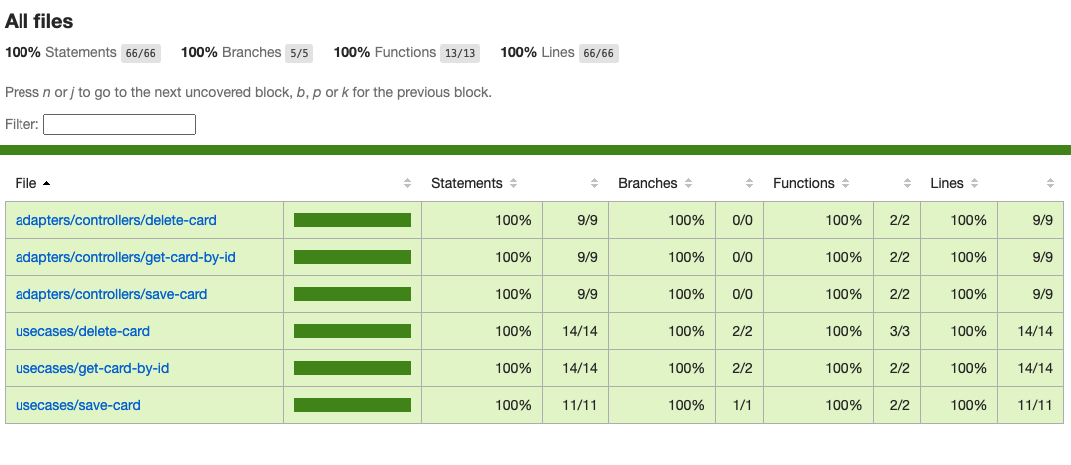 All files
100% Statements 66/66 100% Branches 5/5 100% Functions 13/13 100% Lines 66/66
Press n or j to go to the next uncovered block, b, p or k for the previous block.
Filter:
File Statements Branches Functions Lines
adapters/controllers/delete-card 100% 9/9 100% 0/0 100% 2/2 100% 9/9
adapters/controllers/get-card-by-id 100% 9/9 100% 0/0 100% 2/2 100% 9/9
adapters/controllers/save-card 100% 9/9 100% 0/0 100% 2/2 100% 9/9
usecases/delete-card 100% 14/14 100% 2/2 100% 3/3 100% 14/14
usecases/get-card-by-id 100% 14/14 100% 2/2 100% 2/2 100% 14/14
usecases/save-card 100% 11/11 100% 1/1 100% 2/2 100% 11/11